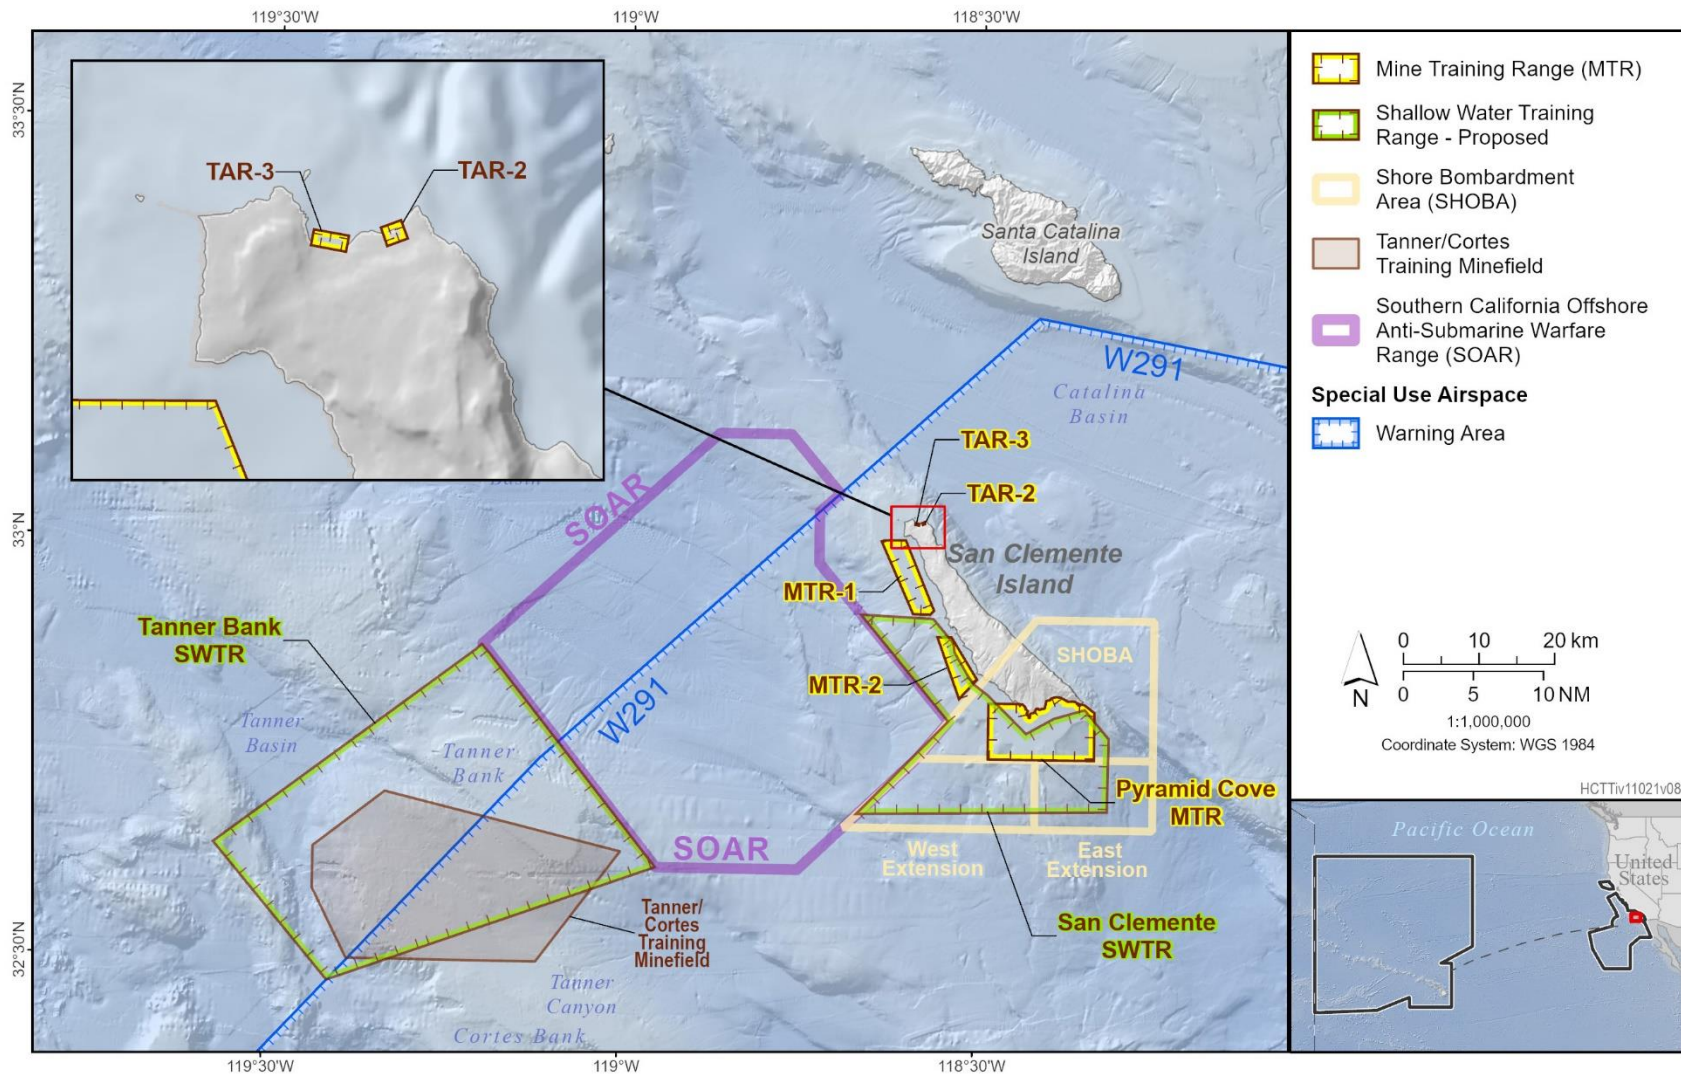 119°30'W
119°W
118°30'W
33°30'N
33°N
32°30'N
TAR-3
TAR-2
Santa Catalina
Island
W291
Catalina
Basin
TAR-3
TAR-2
San Clemente
Island
Basin
SOAR
MTR-1
MTR-2
SHOBA
Tanner Bank
SWTR
W291
Tanner
Basin
Tanner
Bank
Pyramid Cove
MTR
SOAR
West
Extension
East
Extension
San Clemente
SWTR
Tanner/
Cortes
Training
Minefield
Tanner
Canyon
Cortes Bank
119°30'W
119°W
118°30'W
Mine Training Range (MTR)
Shallow Water Training
Range - Proposed
Shore Bombardment
Area (SHOBA)
Tanner/Cortes
Training Minefield
Southern California Offshore
Anti-Submarine Warfare
Range (SOAR)
Special Use Airspace
Warning Area
N
0 10 20 km
0 5 10 NM
1:1,000,000
Coordinate System: WGS 1984
HCTTiv11021v08
Pacific Ocean
United
States